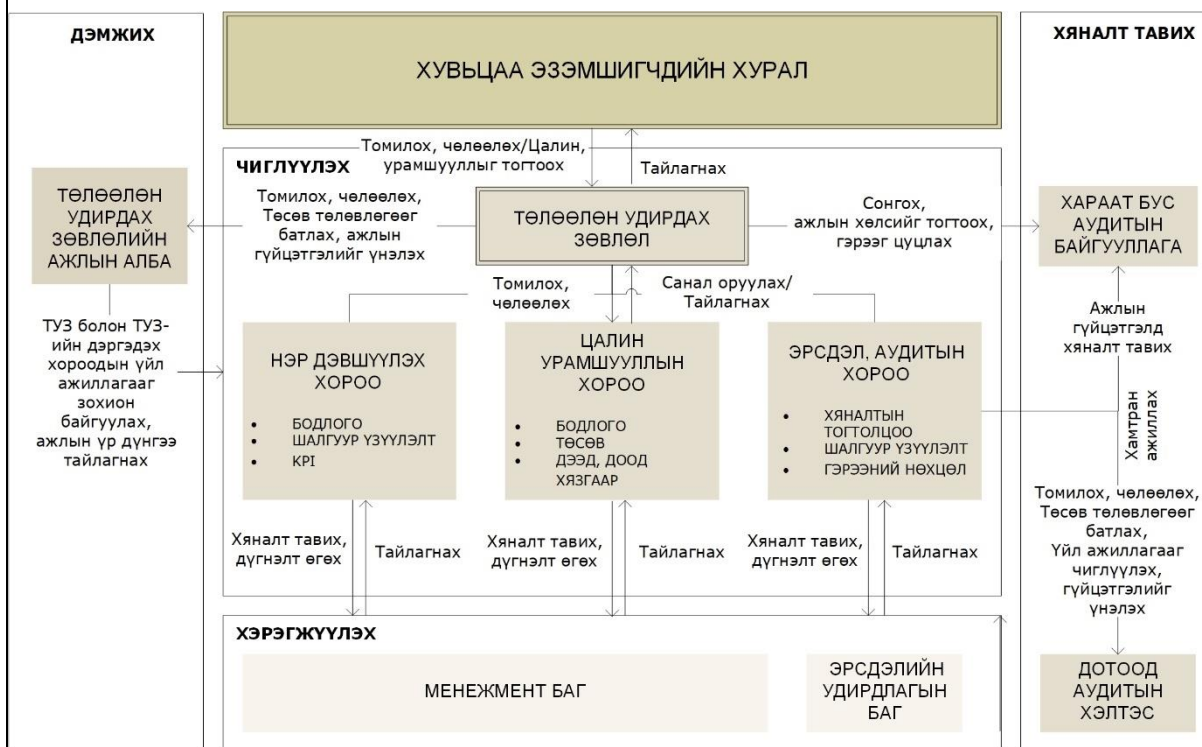 ДЭМЖИХ
ХУВЬЦАА ЭЗЭМШИГЧДИЙН ХУРАЛ
ХЯНАЛТ ТАВИХ
Томилох, чөлөөлөх/Цалин,
урамшууллыг тогтоох
Тайлагнах
ЧИГЛҮҮЛЭХ
ТӨЛӨӨЛӨН
УДИРДАХ
ЗӨВЛӨЛИЙН
АЖЛЫН АЛБА
Томилох, чөлөөлөх,
Төсөв төлөвлөгөөг
батлах, ажлын
гүйцэтгэлийг үнэлэх
ТӨЛӨӨЛӨН УДИРДАХ
ЗӨВЛӨЛ
Сонгох,
ажлын хөлсийг тогтоох,
гэрээг цуцлах
ХАРААТ БУС
АУДИТЫН
БАЙГУУЛЛАГА
Томилох,
чөлөөлөх
Санал оруулах/
Тайлагнах
ТУЗ болон ТУЗ-
ийн дэргэдэх
хороодын үйл
ажиллагааг
зохион
байгуулах,
ажлын үр дүнгээ
тайлагнах
НЭР ДЭВШҮҮЛЭХ
ХОРОО
• БОДЛОГО
• ШАЛГУУР ҮЗҮҮЛЭЛТ
• KPI
ЦАЛИН
УРАМШУУЛЛЫН
ХОРОО
• БОДЛОГО
• ТӨСӨВ
• ДЭЭД, ДООД
ХЯЗГААР
ЭРСДЭЛ, АУДИТЫН
ХОРОО
• ХЯНАЛТЫН
ТОГТОЛЦОО
• ШАЛГУУР ҮЗҮҮЛЭЛТ
• ГЭРЭЭНИЙ НӨХЦӨЛ
Ажлын
гүйцэтгэлд
хяналт тавих
Хамтран
ажиллах
Томилох, чөлөөлөх,
Төсөв төлөвлөгөөг
батлах,
Үйл ажиллагааг
чиглүүлэх,
гүйцэтгэлийг
үнэлэх
Хяналт тавих,
дүгнэлт өгөх
Тайлагнах
Хяналт тавих,
дүгнэлт өгөх
Тайлагнах
Хяналт тавих,
дүгнэлт өгөх
Тайлагнах
ХЭРЭГЖҮҮЛЭХ
МЕНЕЖМЕНТ БАГ
ЭРСДЭЛИЙН
УДИРДЛАГЫН
БАГ
ДОТООД
АУДИТЫН
ХЭЛТЭС